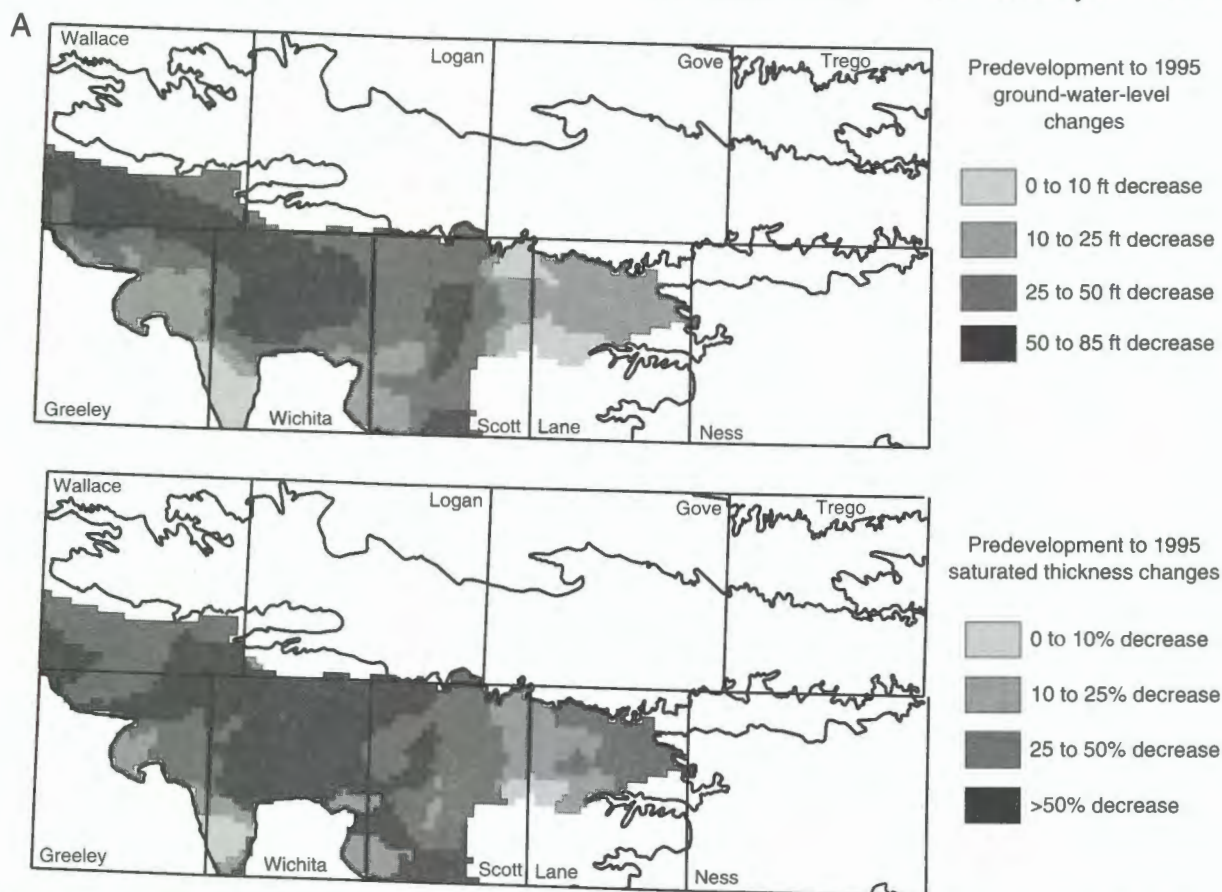 A
Wallace
Logan
Gove
Trego
Greeley
Wichita
Scott
Lane
Ness
Predevelopment to 1995
ground-water-level
changes
0 to 10 ft decrease
10 to 25 ft decrease
25 to 50 ft decrease
50 to 85 ft decrease
Wallace
Logan
Gove
Trego
Greeley
Wichita
Scott
Lane
Ness
Predevelopment to 1995
saturated thickness changes
0 to 10% decrease
10 to 25% decrease
25 to 50% decrease
>50% decrease